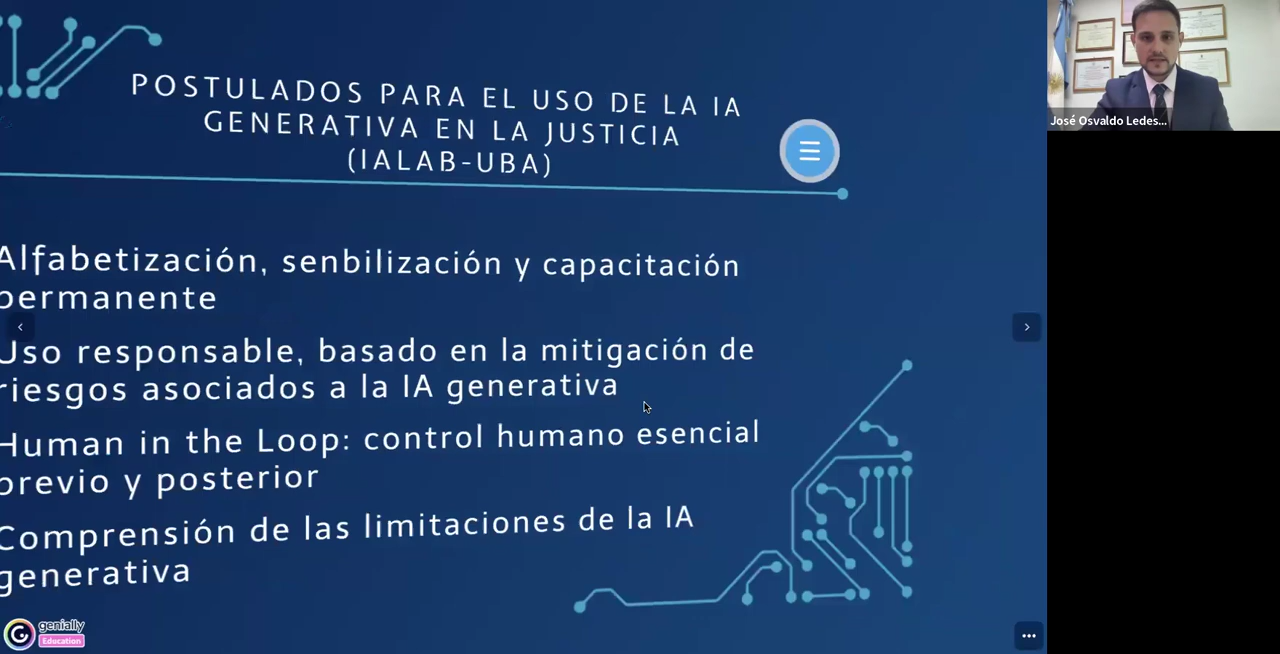 POSTULADOS PARA EL USO DE LA IA
GENERATIVA EN LA JUSTICIA
(IALAB-UBA)
José Osvaldo Ledes...
Alfabetización, senbilización y capacitación
permanente
Uso responsable, basado en la mitigación de
riesgos asociados a la IA generativa
Human in the Loop: control humano esencial
previo y posterior
Comprensión de las limitaciones de la IA
generativa
genially
Education